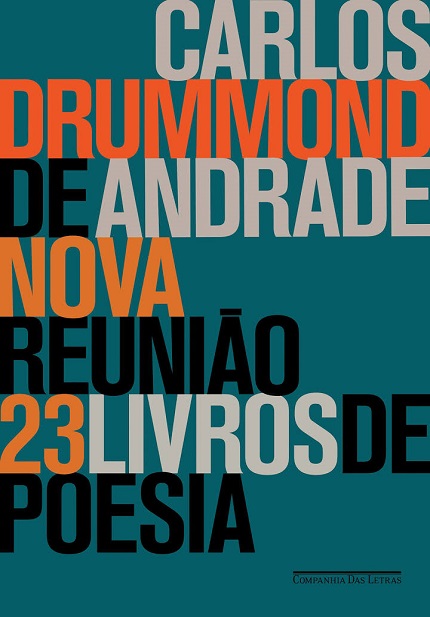 CARLOS
DRUMMOND
DE ANDRADE
NOVA
REUNIÃO
23 LIVROS DE
POESIA
COMPANHIA DAS LETRAS